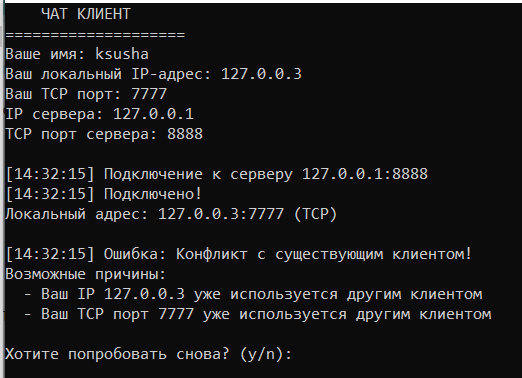 ЧАТ КЛИЕНТ
====================
Ваше имя: ksusha
Ваш локальный IP-адрес: 127.0.0.3
Ваш TCP порт: 7777
IP сервера: 127.0.0.1
TCP порт сервера: 8888
[14:32:15] Подключение к серверу 127.0.0.1:8888
[14:32:15] Подключено!
Локальный адрес: 127.0.0.3:7777 (TCP)
[14:32:15] Ошибка: Конфликт с существующим клиентом!
Возможные причины:
- Ваш IP 127.0.0.3 уже используется другим клиентом
- Ваш TCP порт 7777 уже используется другим клиентом
Хотите попробовать снова? (y/n):